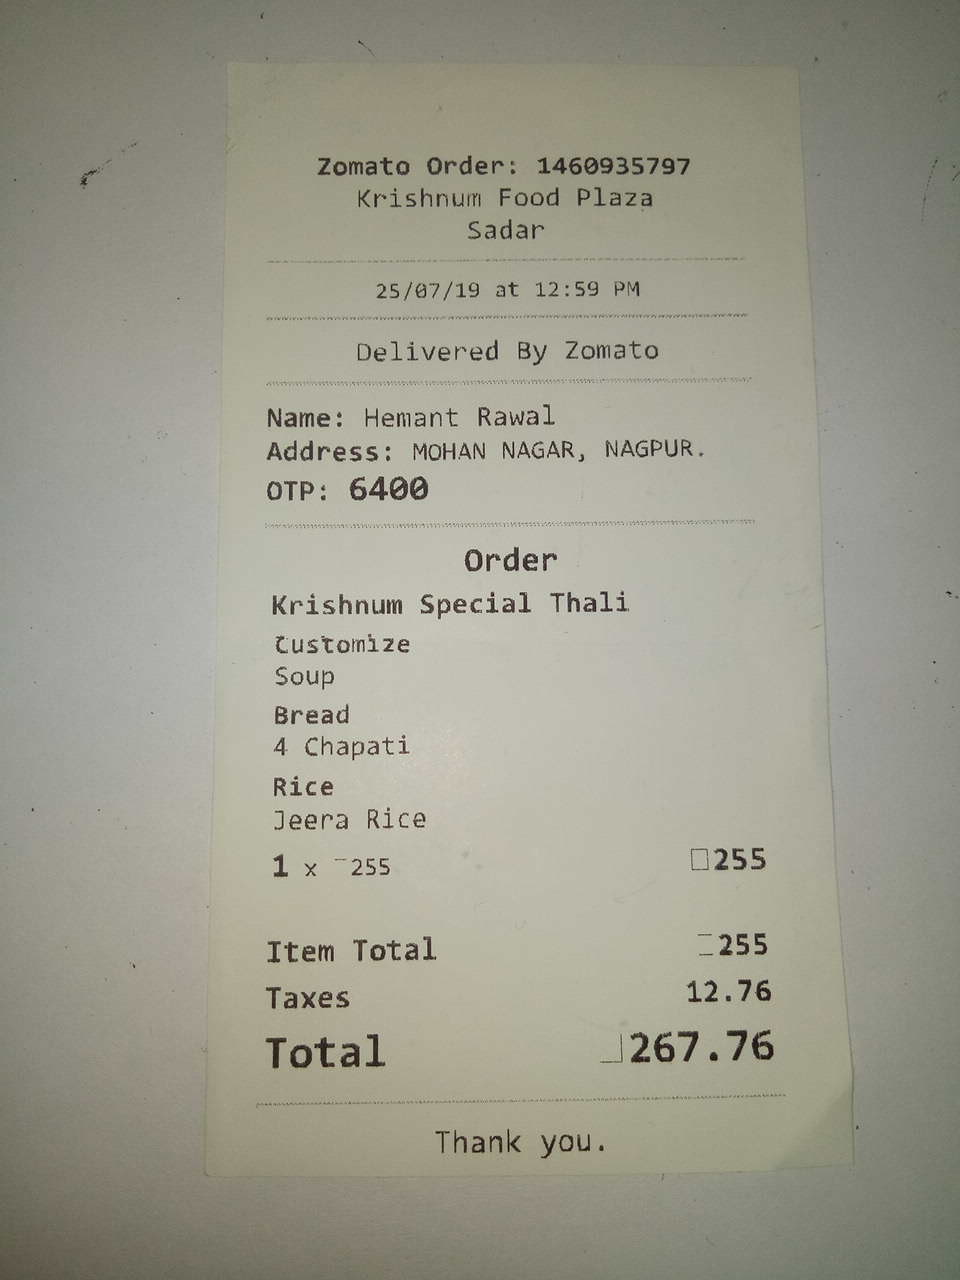 Zomato Order: 1460935797
Krishnum Food Plaza
Sadar
25/07/19 at 12:59 PM
Delivered By Zomato
Name: Hemant Rawal
Address: MOHAN NAGAR, NAGPUR.
OTP: 6400
Order
Krishnum Special Thali
Customize
Soup
Bread
4 Chapati
Rice
Jeera Rice
1 x 255 255
Item Total 255
Taxes 12.76
Total 267.76
Thank you.